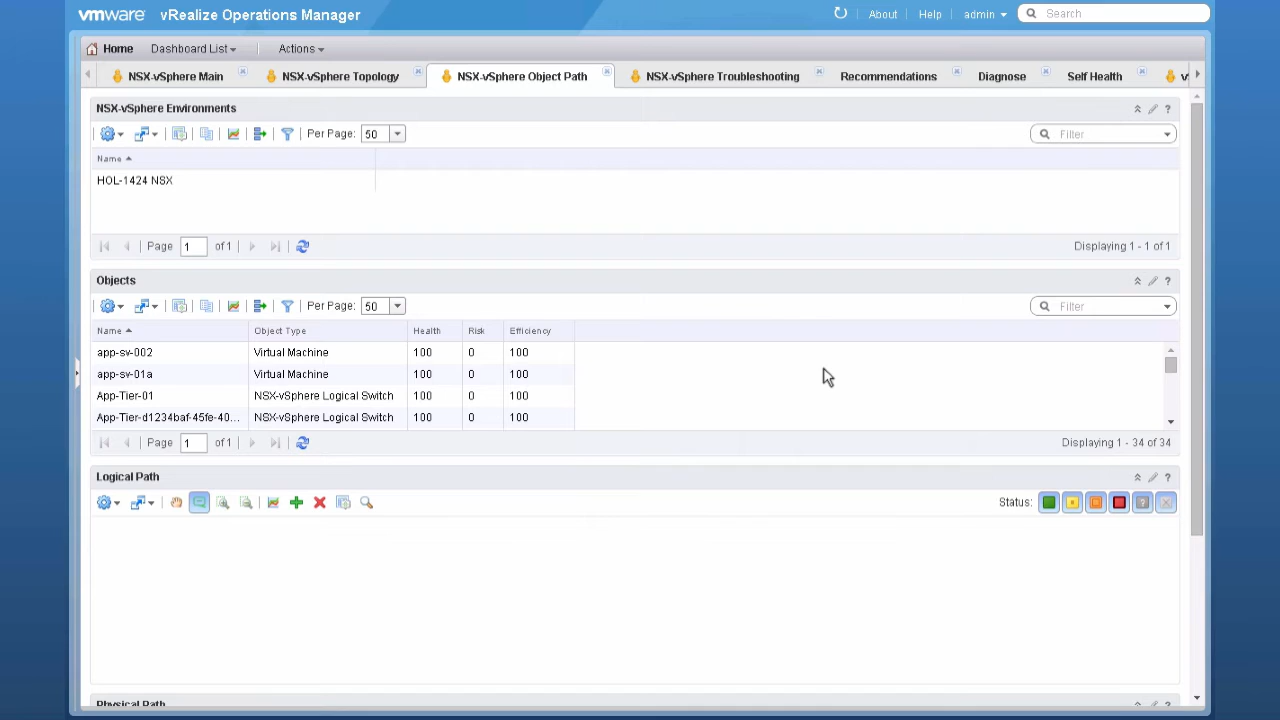 vmware vRealize Operations Manager
About Help admin Search
Home Dashboard List Actions
NSX-vSphere Main NSX-vSphere Topology NSX-vSphere Object Path NSX-vSphere Troubleshooting Recommendations Diagnose Self Health
NSX-vSphere Environments
Per Page: 50 Filter
Name
HOL-1424 NSX
Page 1 of 1 Displaying 1 - 1 of 1
Objects
Per Page: 50 Filter
Name Object Type Health Risk Efficiency
app-sv-002 Virtual Machine 100 0 100
app-sv-01a Virtual Machine 100 0 100
App-Tier-01 NSX-vSphere Logical Switch 100 0 100
App-Tier-d1234baf-45fe-40... NSX-vSphere Logical Switch 100 0 100
Page 1 of 1 Displaying 1 - 34 of 34
Logical Path
Status:
Physical Path